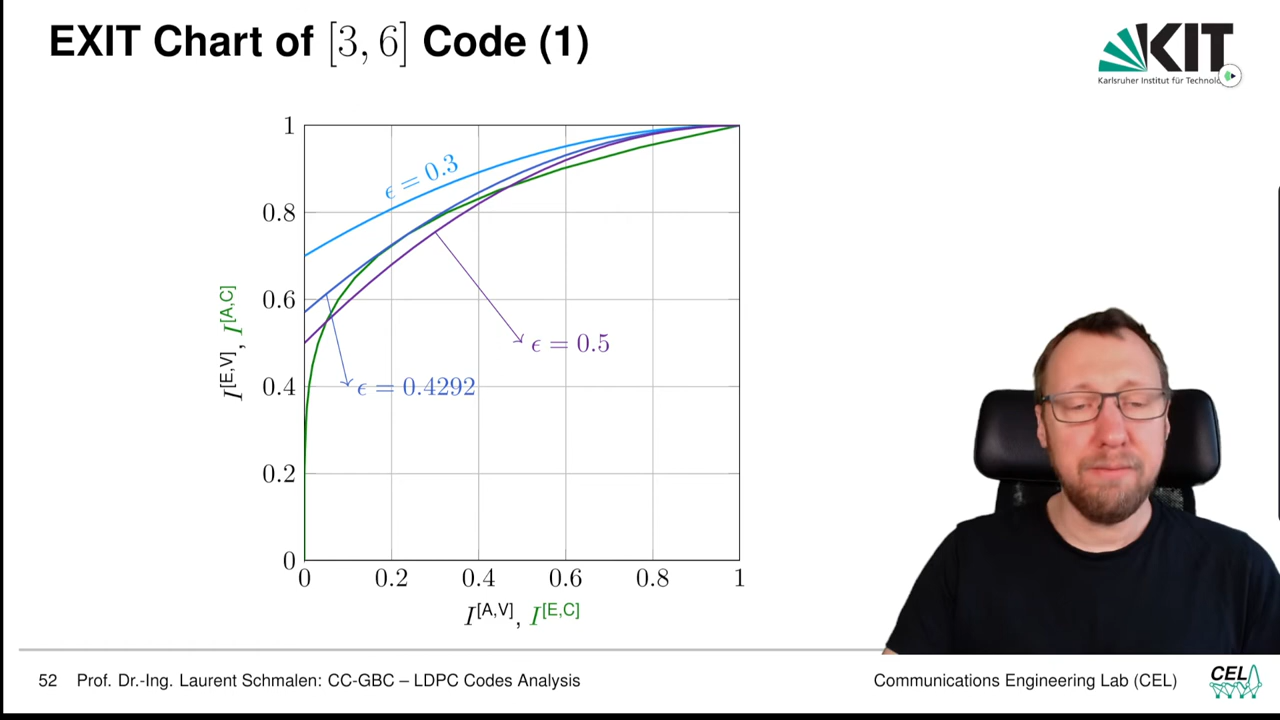 EXIT Chart of [3, 6] Code (1)
KIT
Karlsruher Institut für Technolo
1
0.8
0.6
0.4
0.2
0
0 0.2 0.4 0.6 0.8 1
ϵ = 0.3
ϵ = 0.5
ϵ = 0.4292
I[E,V], I[A,C]
I[A,V], I[E,C]
52 Prof. Dr.-Ing. Laurent Schmalen: CC-GBC – LDPC Codes Analysis
Communications Engineering Lab (CEL)
CEL